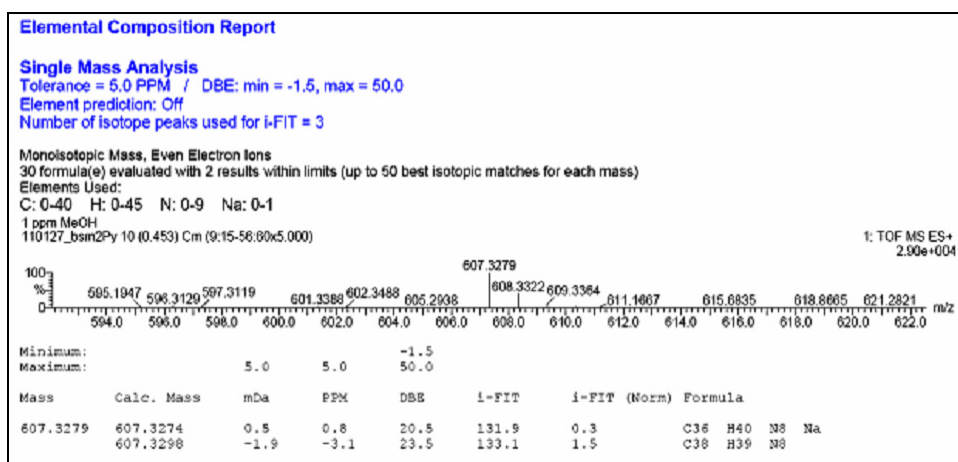 Elemental Composition Report
Single Mass Analysis
Tolerance = 5.0 PPM / DBE: min = -1.5, max = 50.0
Element prediction: Off
Number of isotope peaks used for i-FIT = 3
Monoisotopic Mass, Even Electron Ions
30 formula(e) evaluated with 2 results within limits (up to 50 best isotopic matches for each mass)
Elements Used:
C: 0-40 H: 0-45 N: 0-9 Na: 0-1
1 ppm MeOH
110127_bsm2Py 10 (0.453) Cm (9:15-56:60x5.000) 1: TOF MS ES+
2.90e+004
607.3279
100
%
0
595.1947 596.3129 597.3119 601.3388 602.3488 605.2938 608.3322 609.3364 611.1667 615.6835 618.8665 621.2821 m/z
594.0 596.0 598.0 600.0 602.0 604.0 606.0 608.0 610.0 612.0 614.0 616.0 618.0 620.0 622.0
Minimum: -1.5
Maximum: 5.0 5.0 50.0
Mass Calc. Mass mDa PPM DBE i-FIT i-FIT (Norm) Formula
607.3279 607.3274 0.5 0.8 20.5 131.9 0.3 C36 H40 N8 Na
607.3298 -1.9 -3.1 23.5 133.1 1.5 C38 H39 N8